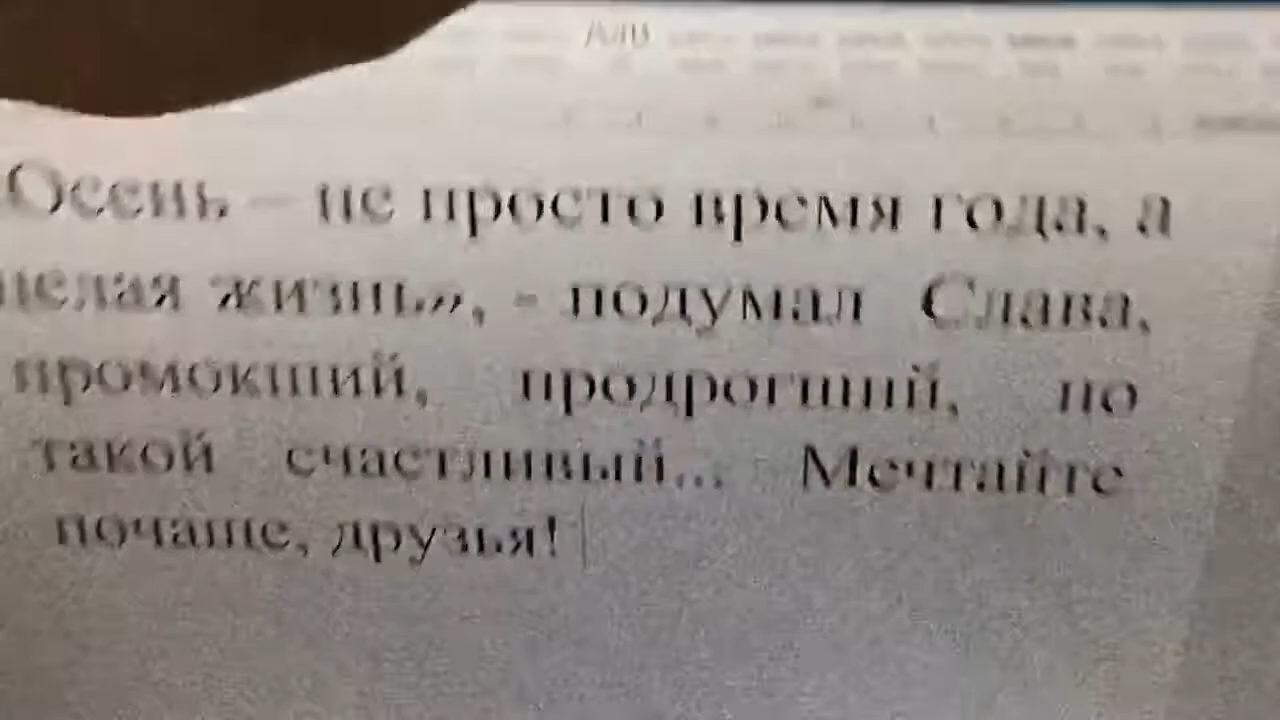 Осень – не просто время года, а
целая жизнь», - подумал Слава,
промокший, продрогший, но
такой счастливый... Мечтайте
почаще, друзья!